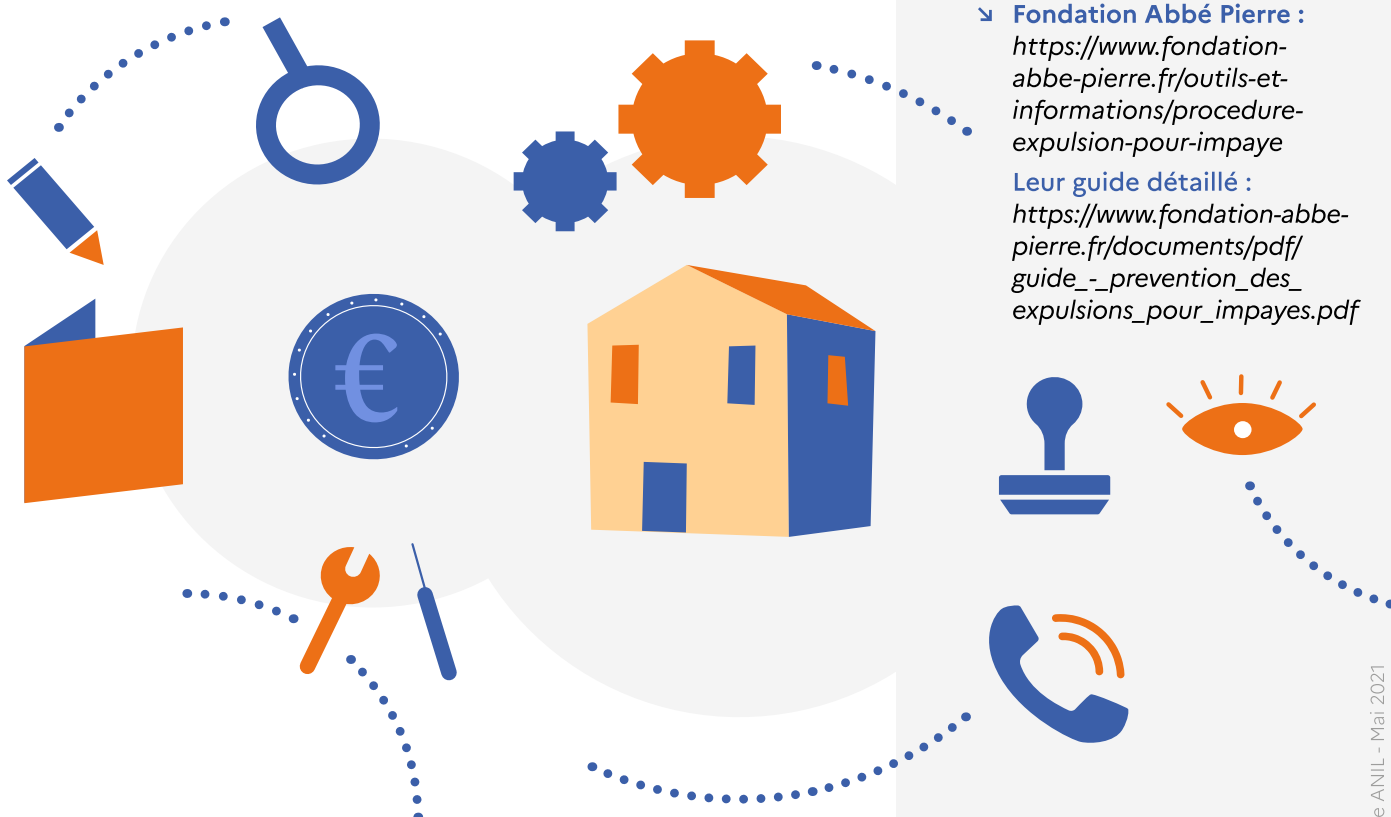 ↘ Fondation Abbé Pierre :
https://www.fondation-
abbe-pierre.fr/outils-et-
informations/procedure-
expulsion-pour-impaye
Leur guide détaillé :
https://www.fondation-abbe-
pierre.fr/documents/pdf/
guide_-_prevention_des_
expulsions_pour_impayes.pdf
€
e ANIL - Mai 2021